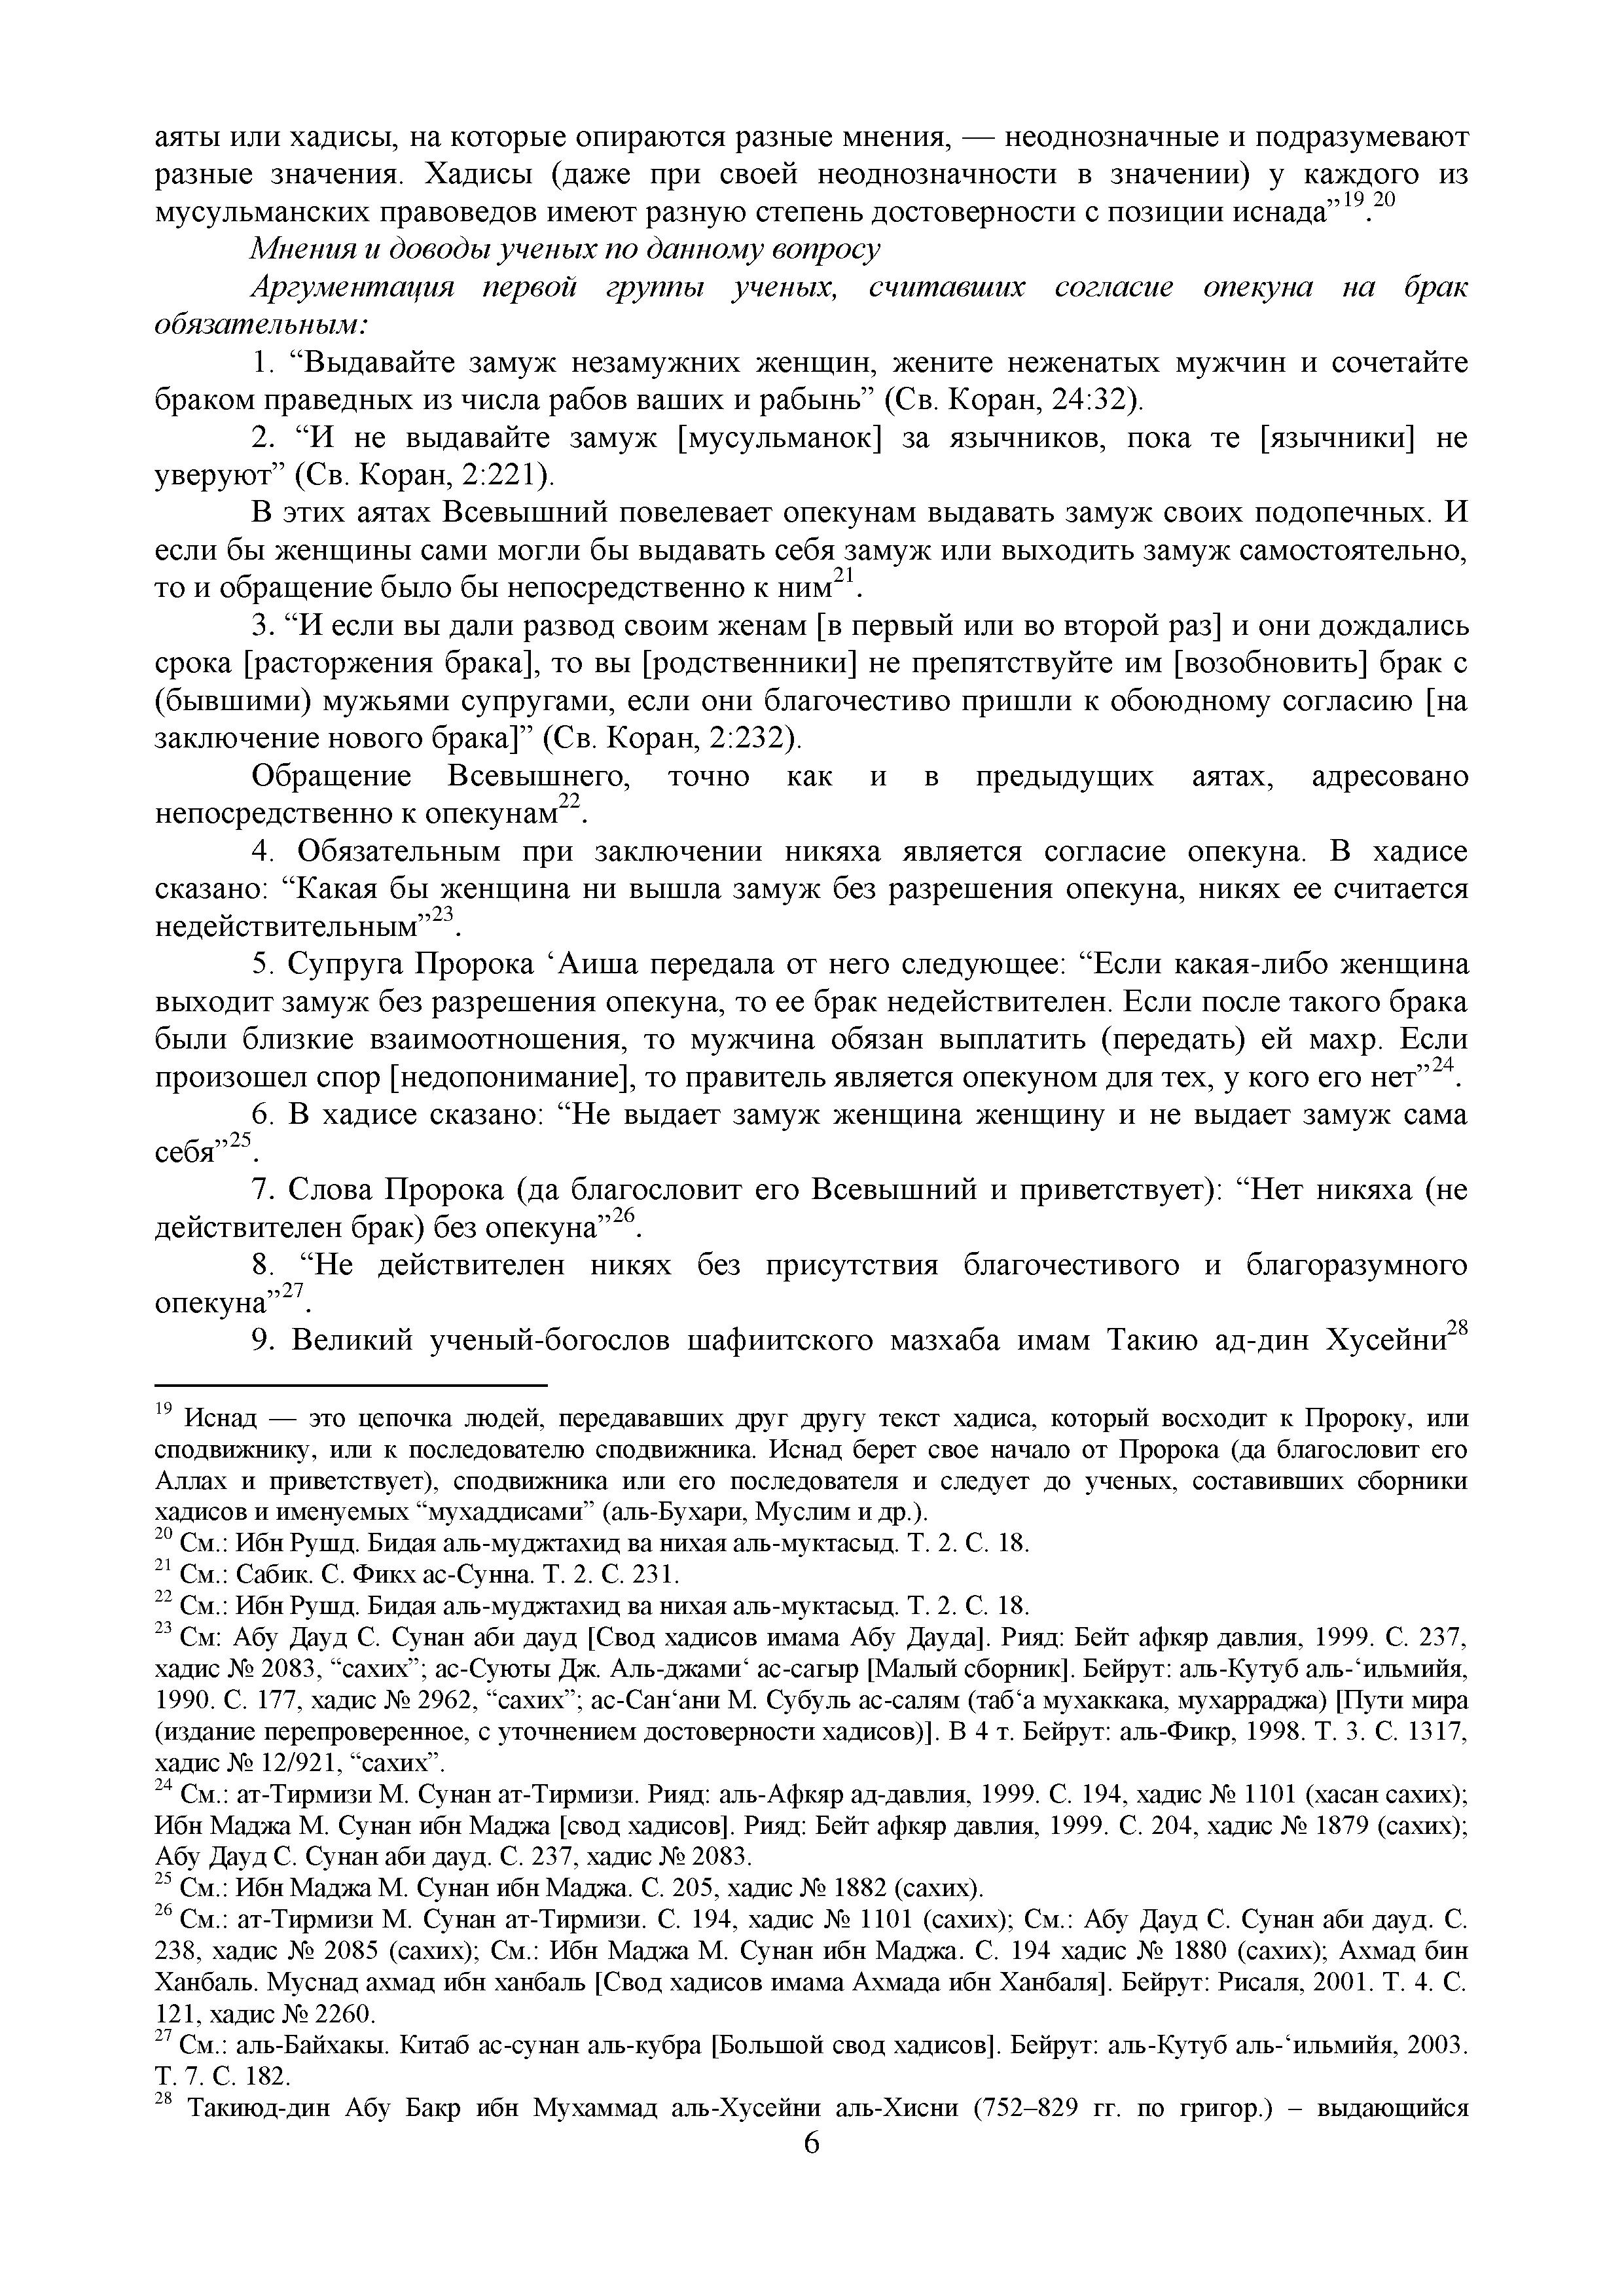 аяты или хадисы, на которые опираются разные мнения, — неоднозначные и подразумевают
разные значения. Хадисы (даже при своей неоднозначности в значении) у каждого из
мусульманских правоведов имеют разную степень достоверности с позиции иснада”19.20
Мнения и доводы ученых по данному вопросу
Аргументация первой группы ученых, считавших согласие опекуна на брак
обязательным:
1. “Выдавайте замуж незамужних женщин, жените неженатых мужчин и сочетайте
браком праведных из числа рабов ваших и рабынь” (Св. Коран, 24:32).
2. “И не выдавайте замуж [мусульманок] за язычников, пока те [язычники] не
уверуют” (Св. Коран, 2:221).
В этих аятах Всевышний повелевает опекунам выдавать замуж своих подопечных. И
если бы женщины сами могли бы выдавать себя замуж или выходить замуж самостоятельно,
то и обращение было бы непосредственно к ним21.
3. “И если вы дали развод своим женам [в первый или во второй раз] и они дождались
срока [расторжения брака], то вы [родственники] не препятствуйте им [возобновить] брак с
(бывшими) мужьями супругами, если они благочестиво пришли к обоюдному согласию [на
заключение нового брака]” (Св. Коран, 2:232).
Обращение Всевышнего, точно как и в предыдущих аятах, адресовано
непосредственно к опекунам22.
4. Обязательным при заключении никяха является согласие опекуна. В хадисе
сказано: “Какая бы женщина ни вышла замуж без разрешения опекуна, никях ее считается
недействительным”23.
5. Супруга Пророка ‘Аиша передала от него следующее: “Если какая-либо женщина
выходит замуж без разрешения опекуна, то ее брак недействителен. Если после такого брака
были близкие взаимоотношения, то мужчина обязан выплатить (передать) ей махр. Если
произошел спор [недопонимание], то правитель является опекуном для тех, у кого его нет”24.
6. В хадисе сказано: “Не выдает замуж женщина женщину и не выдает замуж сама
себя”25.
7. Слова Пророка (да благословит его Всевышний и приветствует): “Нет никяха (не
действителен брак) без опекуна”26.
8. “Не действителен никях без присутствия благочестивого и благоразумного
опекуна”27.
9. Великий ученый-богослов шафиитского мазхаба имам Такию ад-дин Хусейни28
19 Иснад — это цепочка людей, передававших друг другу текст хадиса, который восходит к Пророку, или
сподвижнику, или к последователю сподвижника. Иснад берет свое начало от Пророка (да благословит его
Аллах и приветствует), сподвижника или его последователя и следует до ученых, составивших сборники
хадисов и именуемых “мухаддисами” (аль-Бухари, Муслим и др.).
20 См.: Ибн Рушд. Бидая аль-муджтахид ва нихая аль-муктасыд. Т. 2. С. 18.
21 См.: Сабик. С. Фикх ас-Сунна. Т. 2. С. 231.
22 См.: Ибн Рушд. Бидая аль-муджтахид ва нихая аль-муктасыд. Т. 2. С. 18.
23 См: Абу Дауд С. Сунан аби дауд [Свод хадисов имама Абу Дауда]. Рияд: Бейт афкяр давлия, 1999. С. 237,
хадис № 2083, “сахих”; ас-Суюты Дж. Аль-джами‘ ас-сагыр [Малый сборник]. Бейрут: аль-Кутуб аль-‘ильмийя,
1990. С. 177, хадис № 2962, “сахих”; ас-Сан‘ани М. Субуль ас-салям (таб‘а мухаккака, мухарраджа) [Пути мира
(издание перепроверенное, с уточнением достоверности хадисов)]. В 4 т. Бейрут: аль-Фикр, 1998. Т. 3. С. 1317,
хадис № 12/921, “сахих”.
24 См.: ат-Тирмизи М. Сунан ат-Тирмизи. Рияд: аль-Афкяр ад-давлия, 1999. С. 194, хадис № 1101 (хасан сахих);
Ибн Маджа М. Сунан ибн Маджа [свод хадисов]. Рияд: Бейт афкяр давлия, 1999. С. 204, хадис № 1879 (сахих);
Абу Дауд С. Сунан аби дауд. С. 237, хадис № 2083.
25 См.: Ибн Маджа М. Сунан ибн Маджа. С. 205, хадис № 1882 (сахих).
26 См.: ат-Тирмизи М. Сунан ат-Тирмизи. С. 194, хадис № 1101 (сахих); См.: Абу Дауд С. Сунан аби дауд. С.
238, хадис № 2085 (сахих); См.: Ибн Маджа М. Сунан ибн Маджа. С. 194 хадис № 1880 (сахих); Ахмад бин
Ханбаль. Муснад ахмад ибн ханбаль [Свод хадисов имама Ахмада ибн Ханбаля]. Бейрут: Рисаля, 2001. Т. 4. С.
121, хадис № 2260.
27 См.: аль-Байхакы. Китаб ас-сунан аль-кубра [Большой свод хадисов]. Бейрут: аль-Кутуб аль-‘ильмийя, 2003.
Т. 7. С. 182.
28 Такиюд-дин Абу Бакр ибн Мухаммад аль-Хусейни аль-Хисни (752–829 гг. по григор.) – выдающийся
6